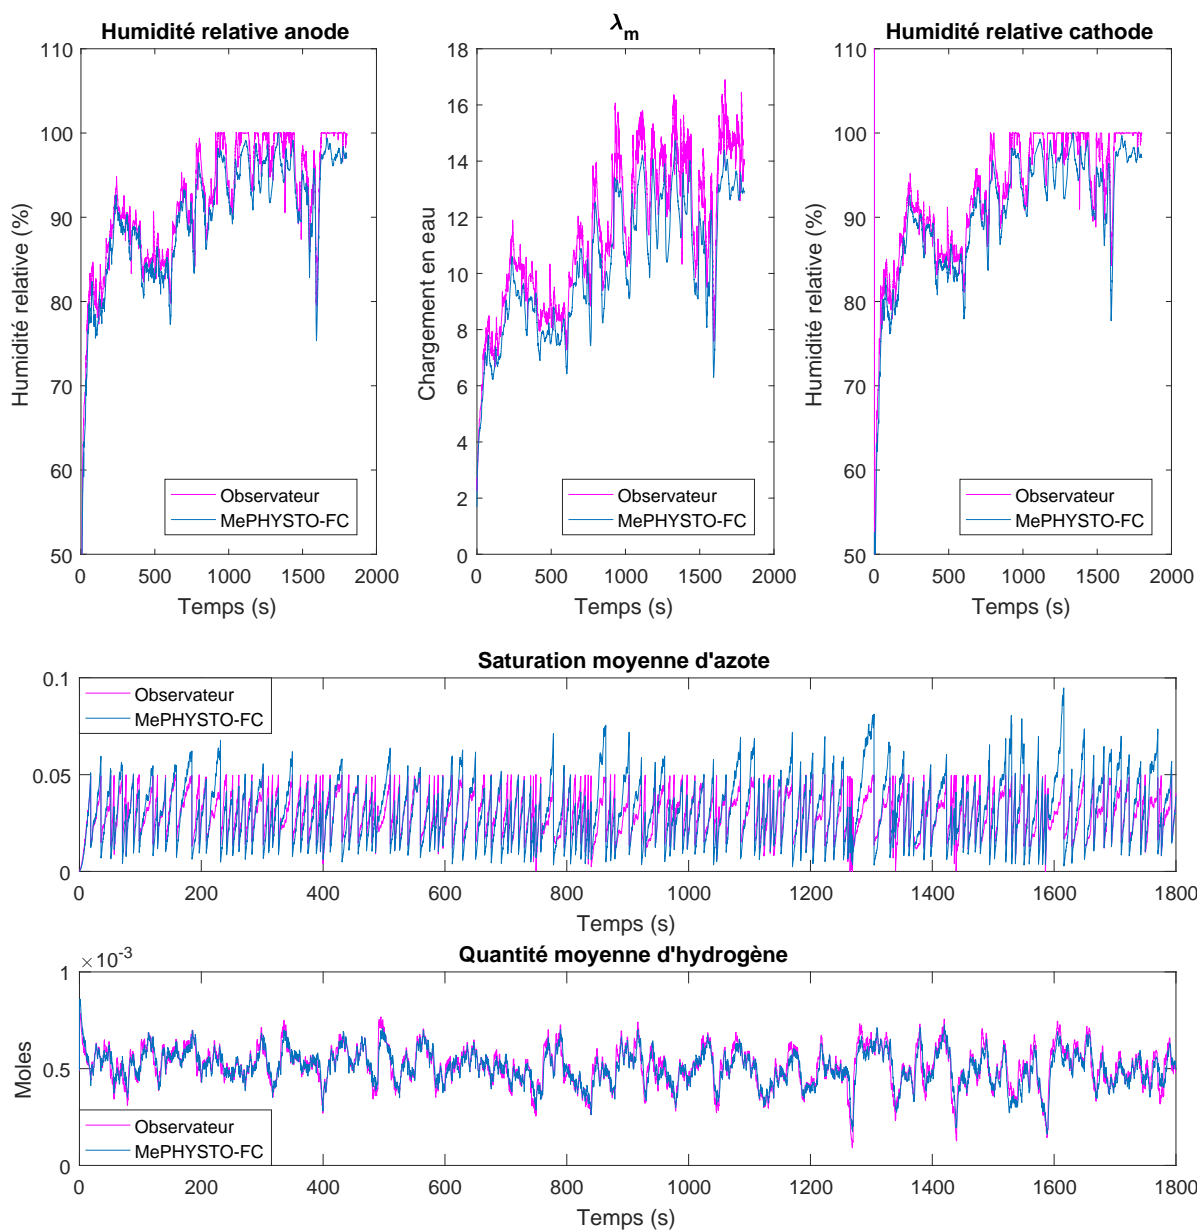 Humidité relative anode
λm
Humidité relative cathode
110
100
90
80
70
60
50
Humidité relative (%)
Observateur
MePHYSTO-FC
0 500 1000 1500 2000
Temps (s)
18
16
14
12
10
8
6
4
2
0
Chargement en eau
Observateur
MePHYSTO-FC
0 500 1000 1500 2000
Temps (s)
110
100
90
80
70
60
50
Humidité relative (%)
Observateur
MePHYSTO-FC
0 500 1000 1500 2000
Temps (s)
Saturation moyenne d'azote
0.1
0.05
0
Observateur
MePHYSTO-FC
0 200 400 600 800 1000 1200 1400 1600 1800
Temps (s)
Quantité moyenne d'hydrogène
×10-3
1
0.5
0
Moles
Observateur
MePHYSTO-FC
0 200 400 600 800 1000 1200 1400 1600 1800
Temps (s)